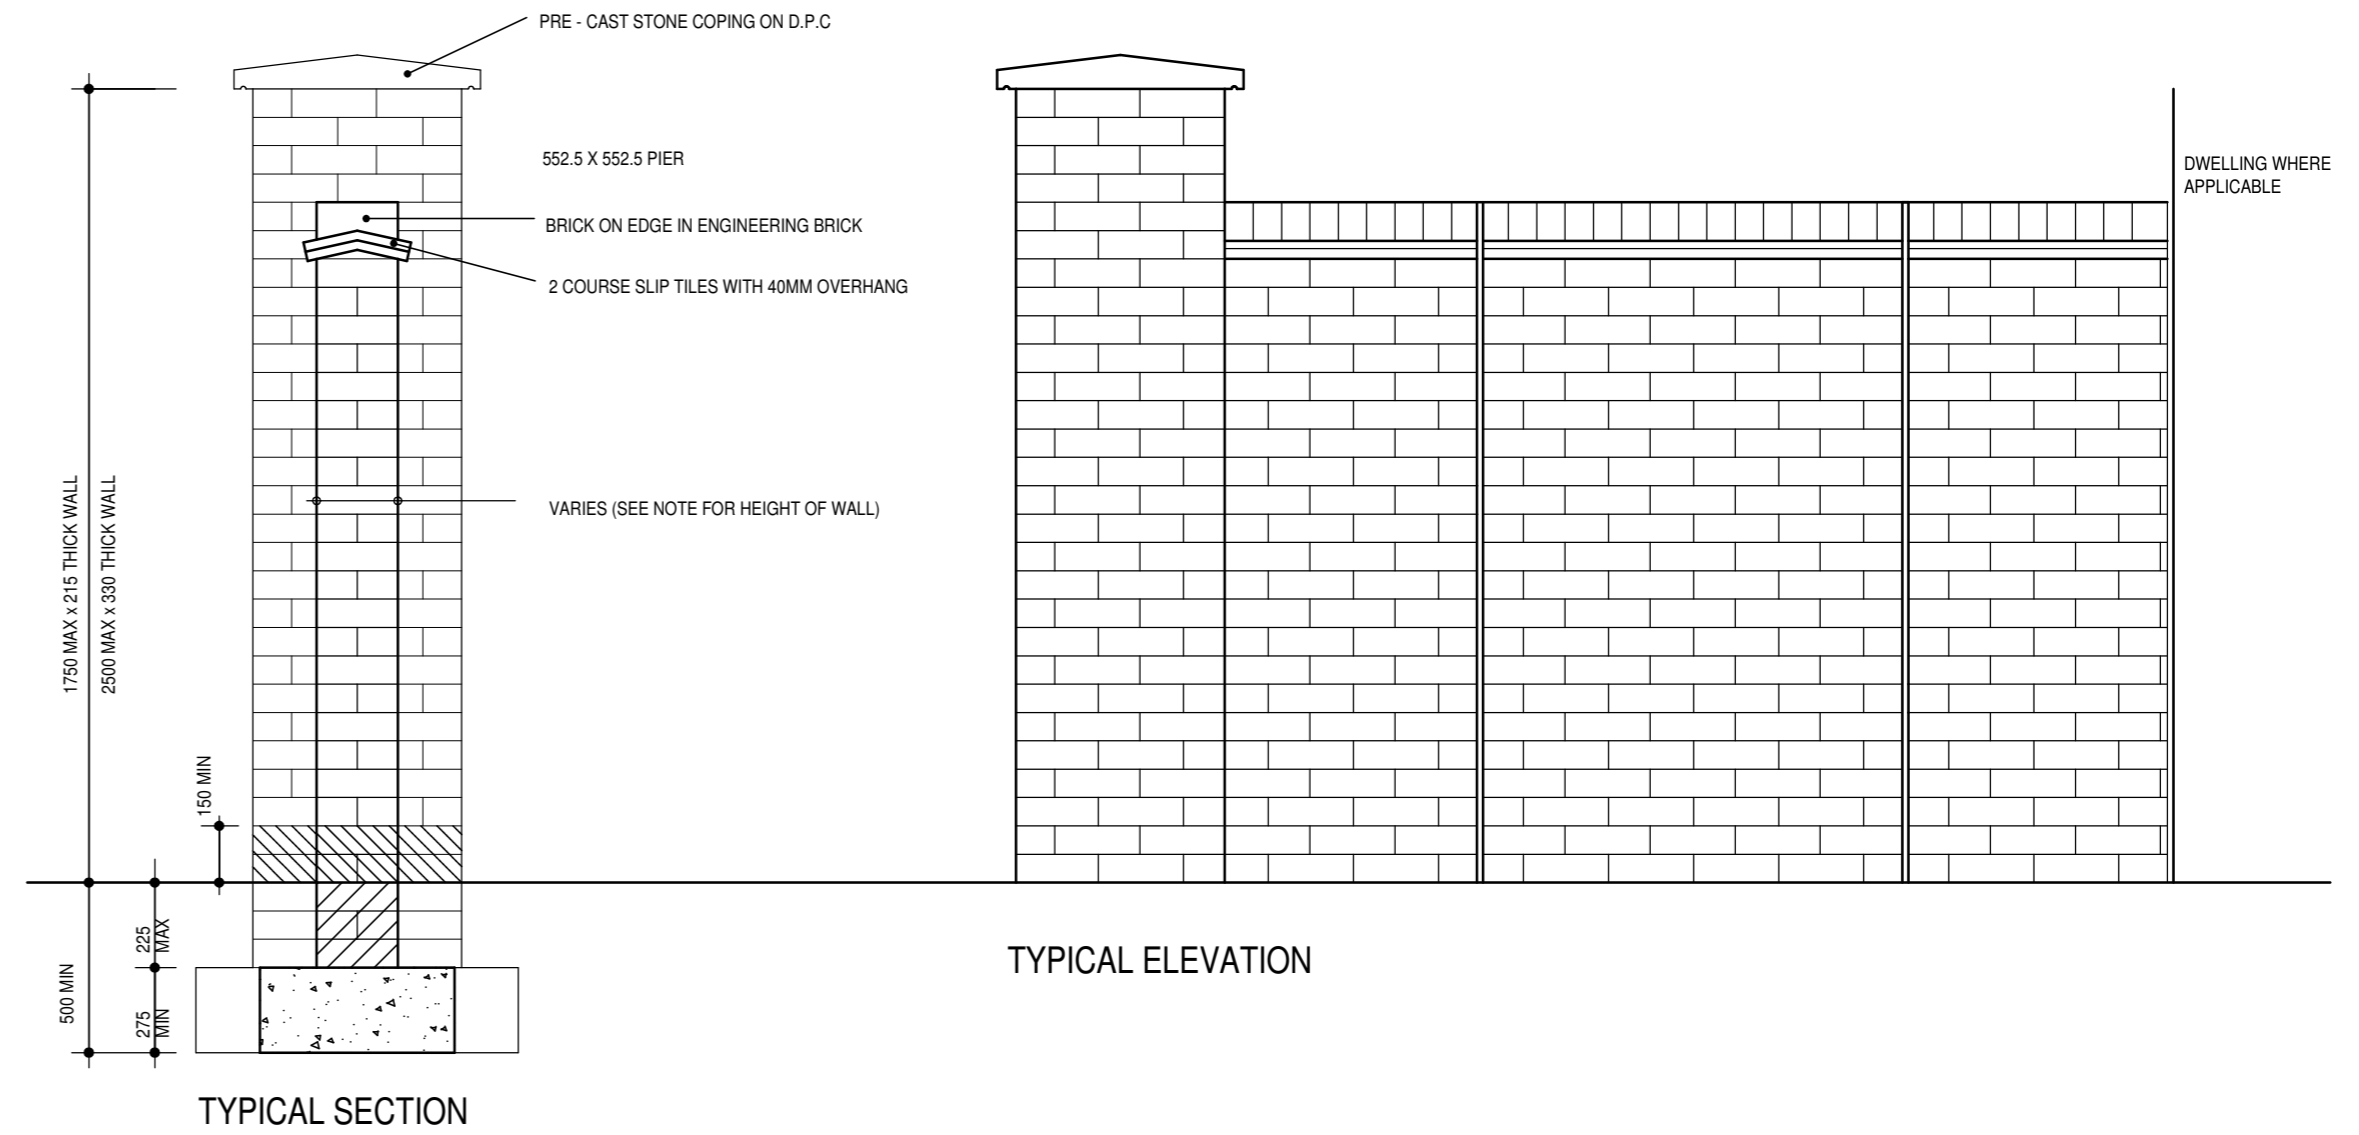 PRE - CAST STONE COPING ON D.P.C
552.5 X 552.5 PIER
BRICK ON EDGE IN ENGINEERING BRICK
2 COURSE SLIP TILES WITH 40MM OVERHANG
VARIES (SEE NOTE FOR HEIGHT OF WALL)
1750 MAX x 215 THICK WALL
2500 MAX x 330 THICK WALL
150 MIN
225
MAX
500 MIN
275
MIN
TYPICAL SECTION
DWELLING WHERE
APPLICABLE
TYPICAL ELEVATION